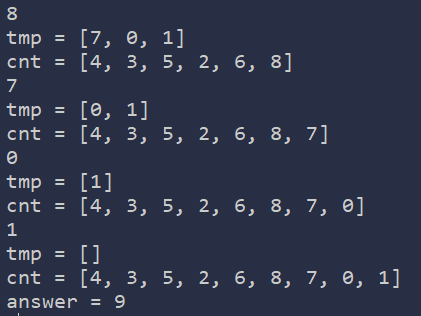 8
tmp = [7, 0, 1]
cnt = [4, 3, 5, 2, 6, 8]
7
tmp = [0, 1]
cnt = [4, 3, 5, 2, 6, 8, 7]
0
tmp = [1]
cnt = [4, 3, 5, 2, 6, 8, 7, 0]
1
tmp = []
cnt = [4, 3, 5, 2, 6, 8, 7, 0, 1]
answer = 9